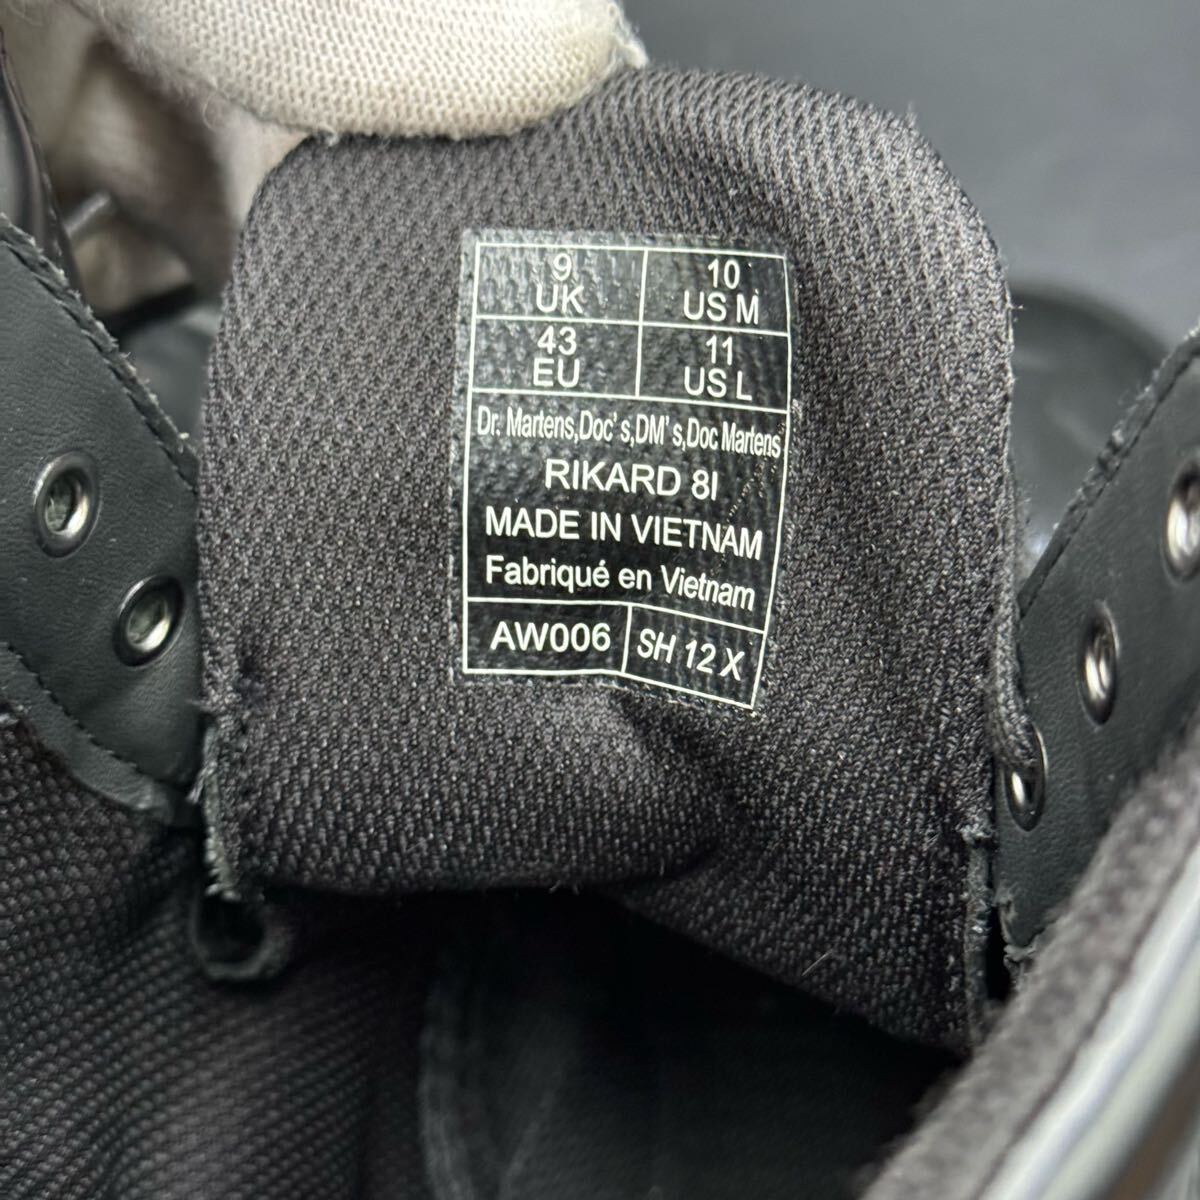 9
UK
10
US M
43
EU
11
US L
Dr. Martens,Doc's,DM's,Doc Martens
RIKARD 8I
MADE IN VIETNAM
Fabriqué en Vietnam
AW006
SH 12 X